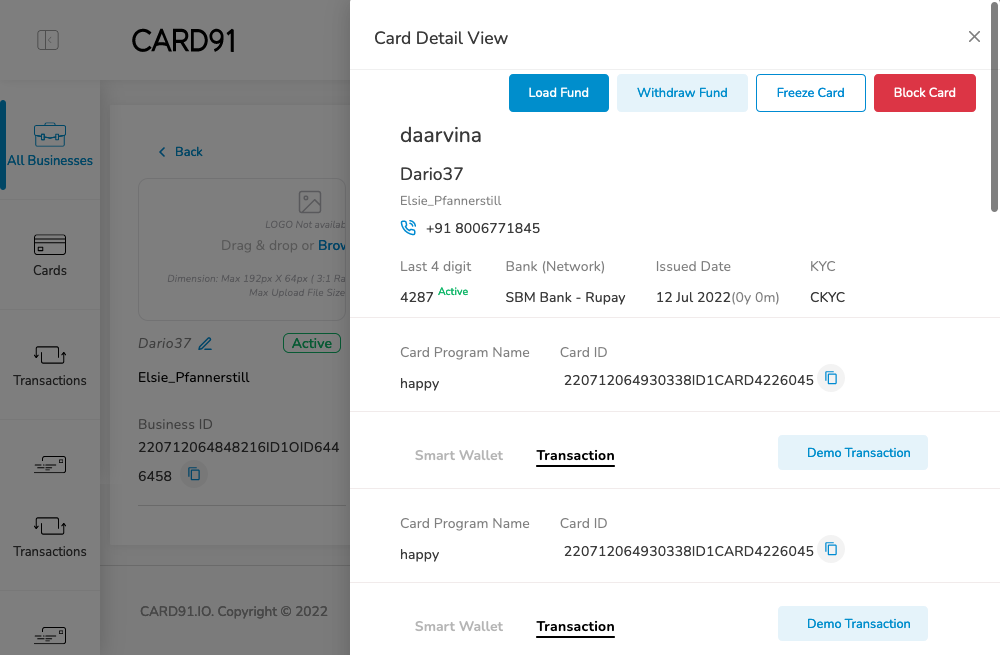 CARD91
All Businesses
Cards
Transactions
Transactions
Back
LOGO Not availab
Drag & drop or Brov
Dimension: Max 192px X 64px ( 3:1 Ra
Max Upload File Size
Dario37
Active
Elsie_Pfannerstill
Business ID
220712064848216ID1OID644
6458
CARD91.IO. Copyright © 2022
Card Detail View
Load Fund
Withdraw Fund
Freeze Card
Block Card
daarvina
Dario37
Elsie_Pfannerstill
+91 8006771845
Last 4 digit Bank (Network) Issued Date KYC
4287 Active SBM Bank - Rupay 12 Jul 2022(0y 0m) CKYC
Card Program Name Card ID
happy 220712064930338ID1CARD4226045
Smart Wallet Transaction Demo Transaction
Card Program Name Card ID
happy 220712064930338ID1CARD4226045
Smart Wallet Transaction Demo Transaction